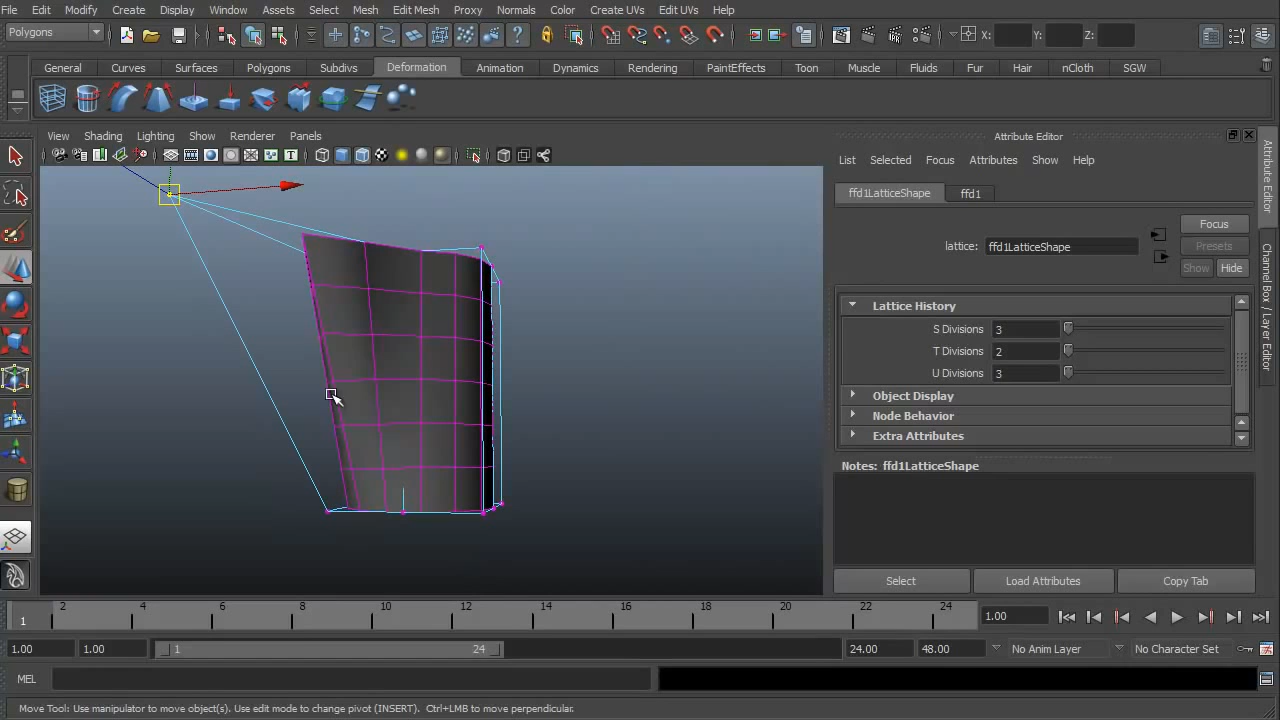 File Edit Modify Create Display Window Assets Select Mesh Edit Mesh Proxy Normals Color Create UVs Edit UVs Help
Polygons X: Y: Z:
General Curves Surfaces Polygons Subdivs Deformation Animation Dynamics Rendering PaintEffects Toon Muscle Fluids Fur Hair nCloth SGW
View Shading Lighting Show Renderer Panels
Attribute Editor
List Selected Focus Attributes Show Help
ffd1LatticeShape ffd1
Focus
lattice: ffd1LatticeShape
Presets
Show Hide
Lattice History
S Divisions 3
T Divisions 2
U Divisions 3
Object Display
Node Behavior
Extra Attributes
Notes: ffd1LatticeShape
Select Load Attributes Copy Tab
Attribute Editor
Channel Box / Layer Editor
1 2 4 6 8 10 12 14 16 18 20 22 24 1.00
1.00 1.00 1 24 24.00 48.00 No Anim Layer No Character Set
MEL
Move Tool: Use manipulator to move object(s). Use edit mode to change pivot (INSERT). Ctrl+LMB to move perpendicular.